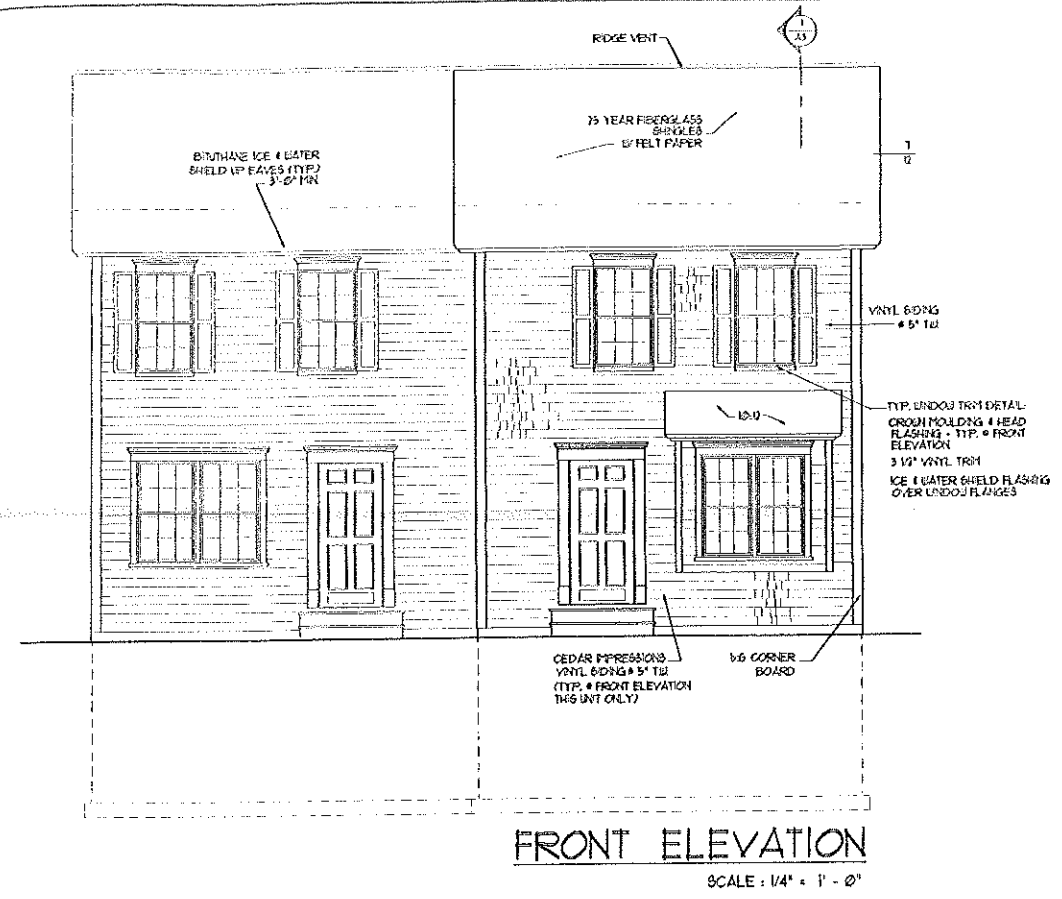 1
A3
RIDGE VENT
25 YEAR FIBERGLASS
SHINGLES
15# FELT PAPER
BITUTHANE ICE & WATER
SHIELD UP EAVES (TYP.)
3'-0" MIN.
12
VINYL SIDING
@ 5" T.W.
TYP. WINDOW TRIM DETAIL:
CROWN MOULDING & HEAD
FLASHING - TYP. @ FRONT
ELEVATION
3 1/2" VINYL TRIM
ICE & WATER SHIELD FLASHING
OVER WINDOW FLANGES
CEDAR IMPRESSIONS
VINYL SIDING @ 5" T.W.
(TYP. @ FRONT ELEVATION
THIS UNIT ONLY)
CORNER
BOARD
FRONT ELEVATION
SCALE : 1/4" = 1' - 0"